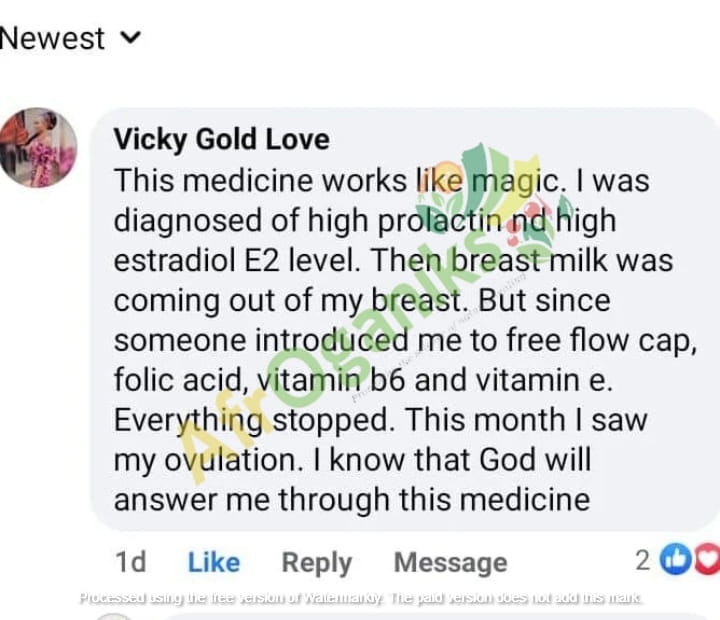 Newest
Vicky Gold Love
This medicine works like magic. I was
diagnosed of high prolactin nd high
estradiol E2 level. Then breast milk was
coming out of my breast. But since
someone introduced me to free flow cap,
folic acid, vitamin b6 and vitamin e.
Everything stopped. This month I saw
my ovulation. I know that God will
answer me through this medicine
AfrOganiks
1d Like Reply Message 2
Processed using the free version of Watermarkly. The paid version does not add this mark.